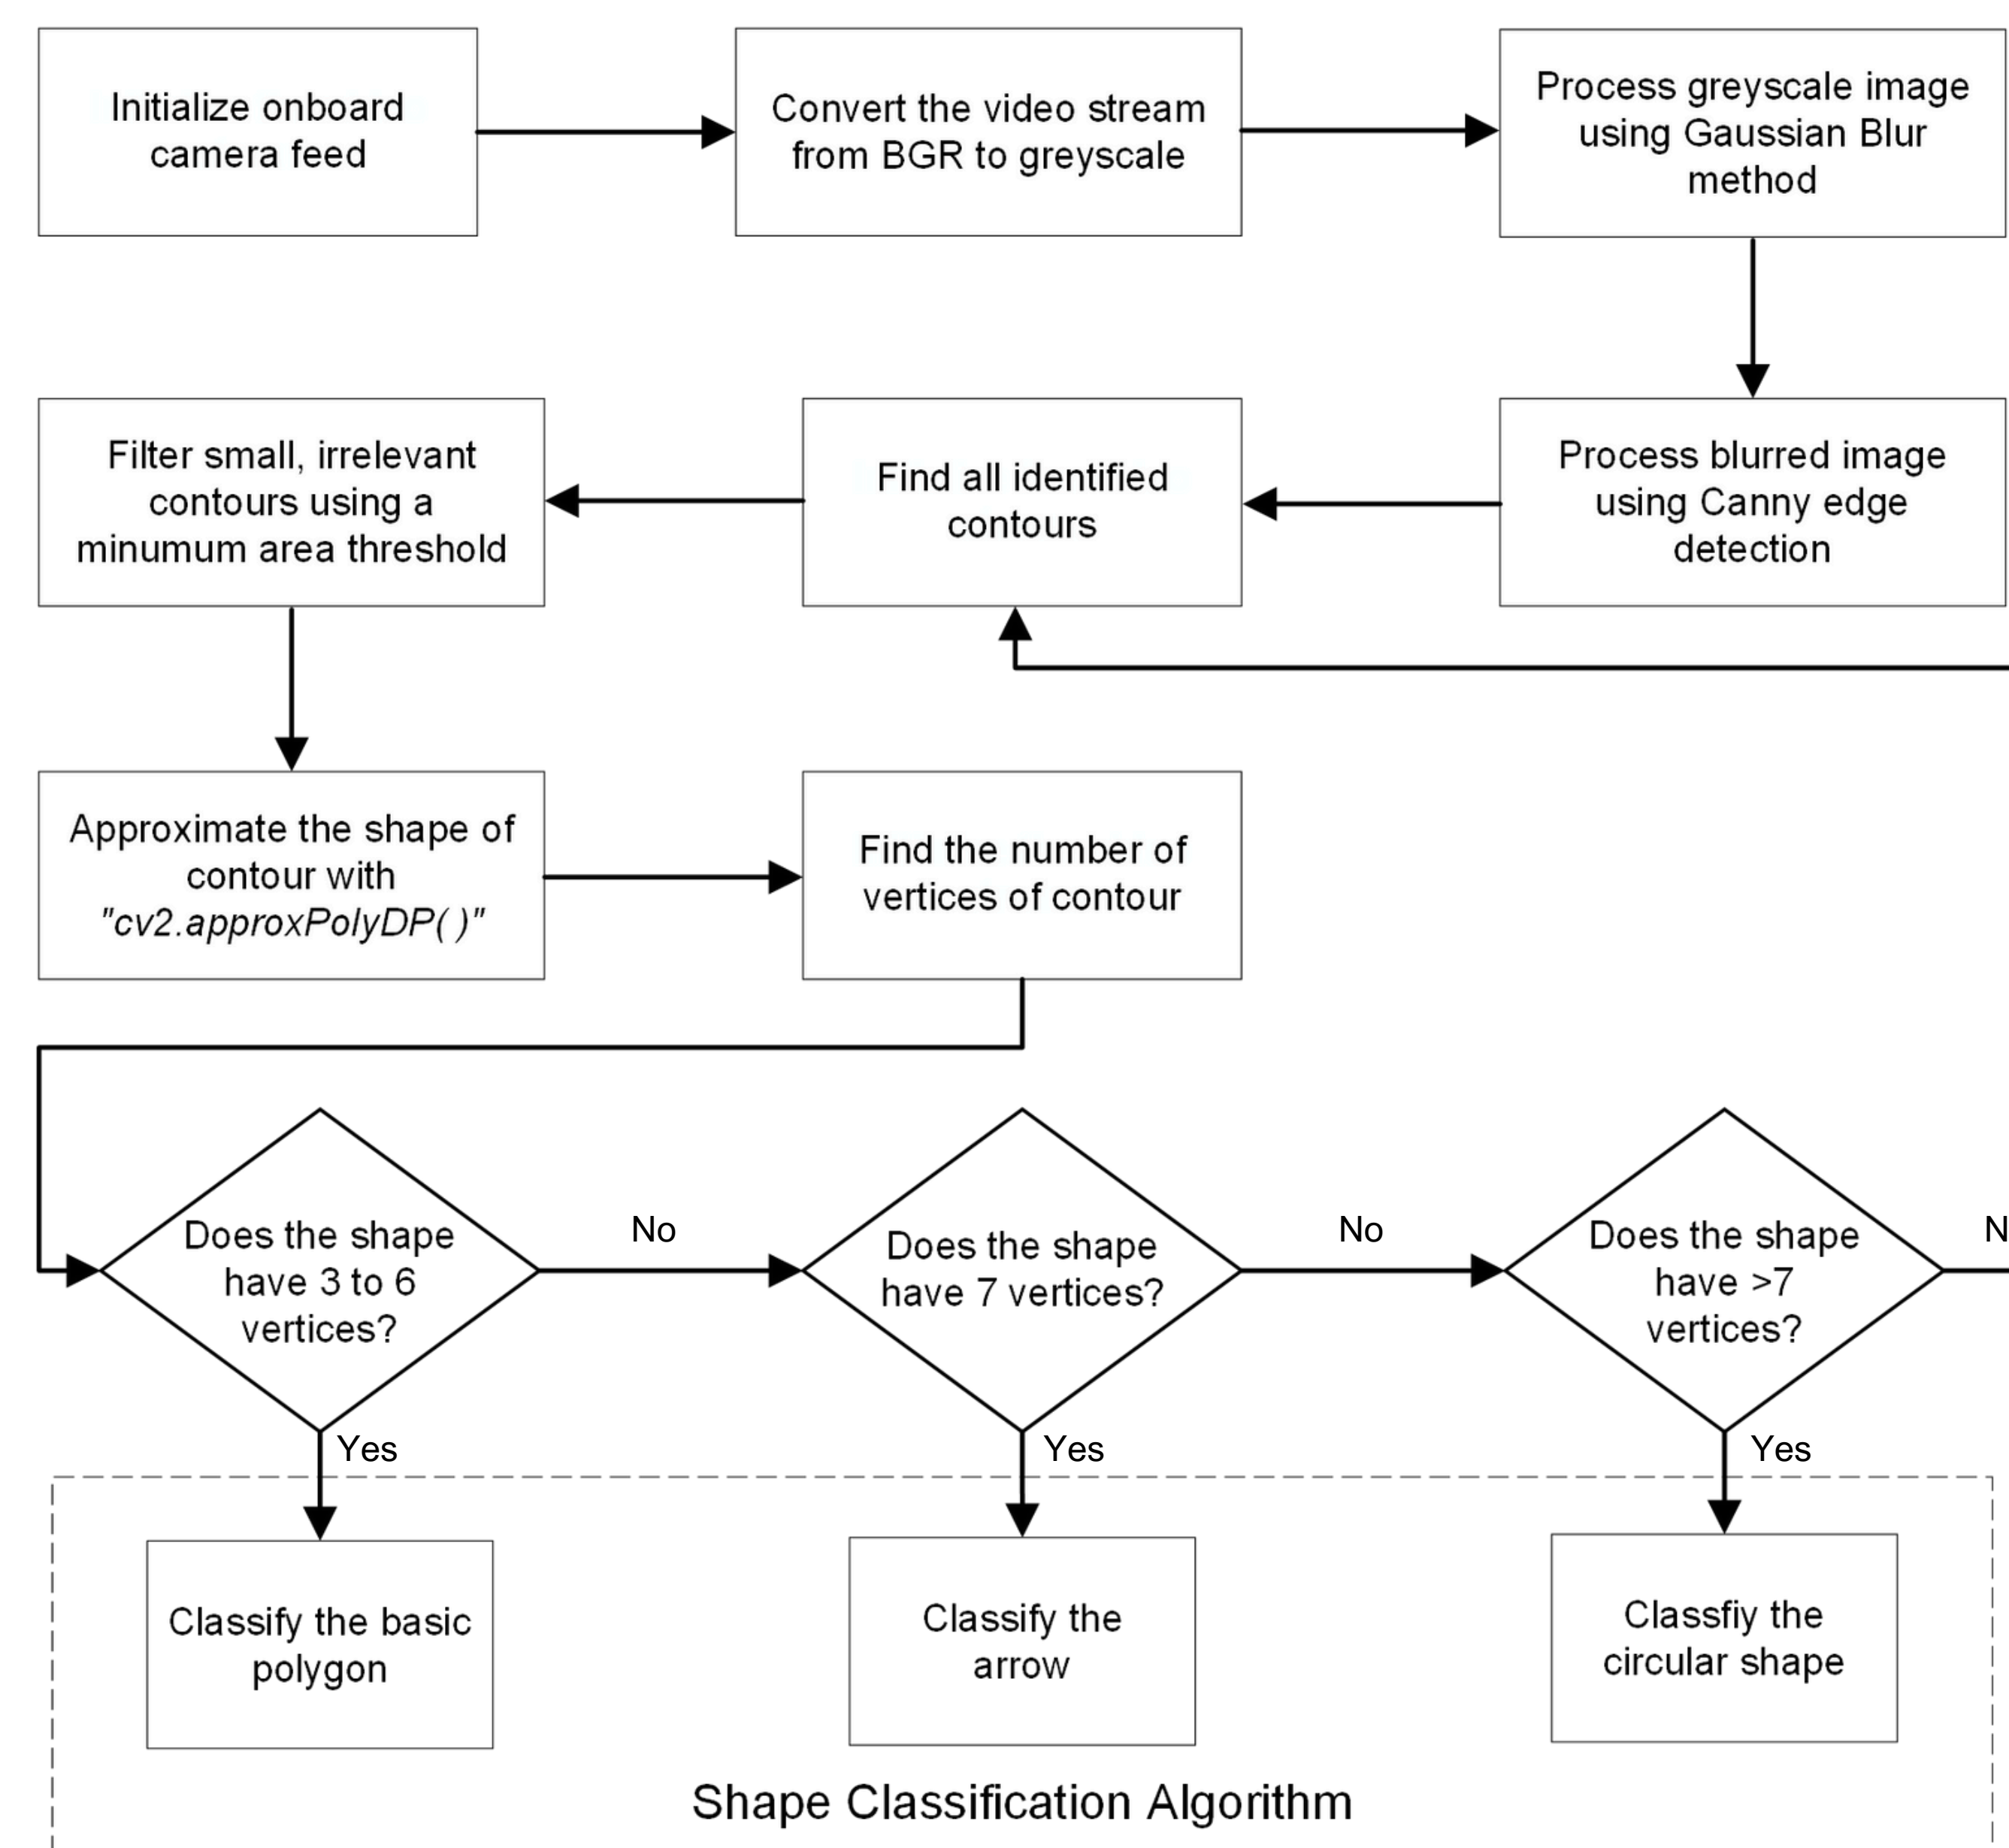 Initialize onboard
camera feed
Convert the video stream
from BGR to greyscale
Process greyscale image
using Gaussian Blur
method
Process blurred image
using Canny edge
detection
Find all identified
contours
Filter small, irrelevant
contours using a
minumum area threshold
Approximate the shape of
contour with
"cv2.approxPolyDP( )"
Find the number of
vertices of contour
Does the shape
have 3 to 6
vertices?
No
Does the shape
have 7 vertices?
No
Does the shape
have >7
vertices?
N
Yes
Yes
Yes
Classify the basic
polygon
Classify the
arrow
Classfiy the
circular shape
Shape Classification Algorithm